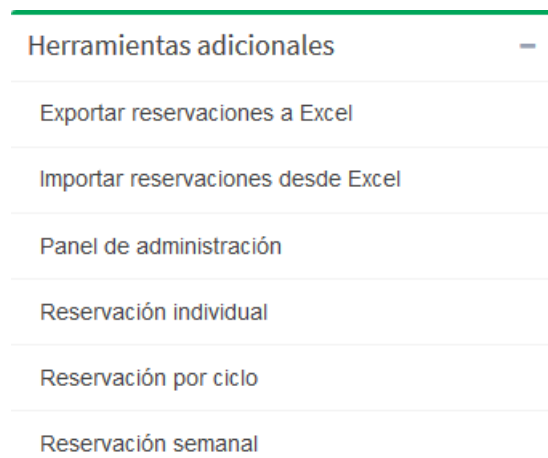 Herramientas adicionales
Exportar reservaciones a Excel
Importar reservaciones desde Excel
Panel de administración
Reservación individual
Reservación por ciclo
Reservación semanal